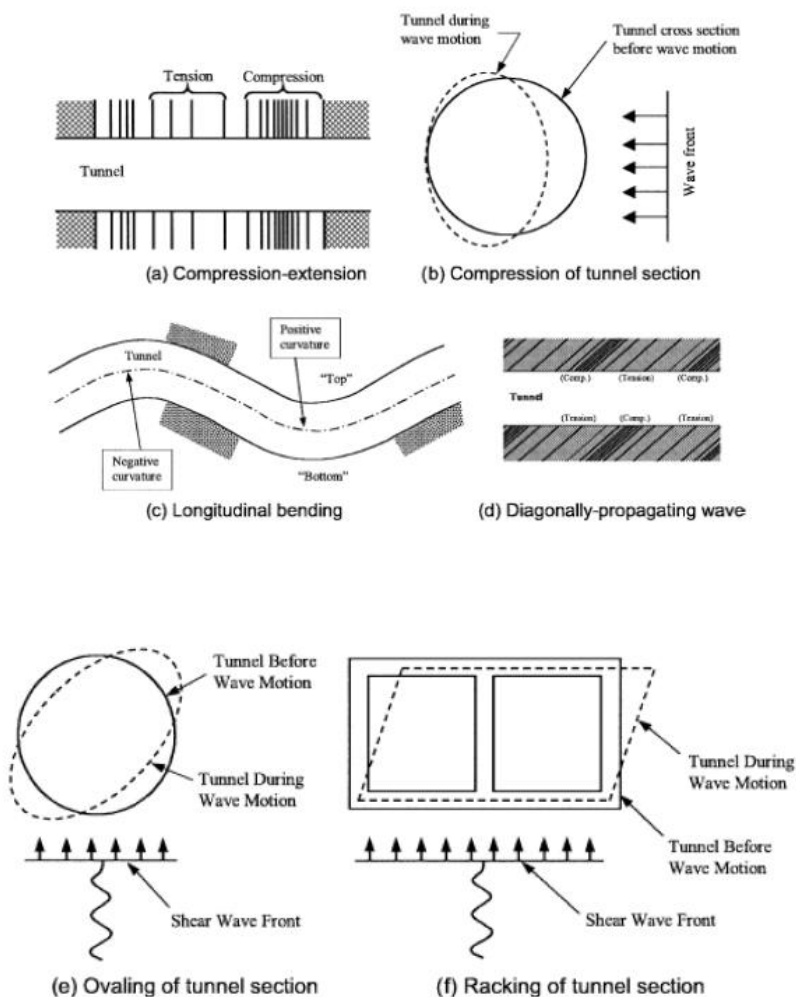 Tunnel during
wave motion
Tunnel cross section
before wave motion
Tension
Compression
Tunnel
Wave front
(a) Compression-extension
(b) Compression of tunnel section
Tunnel
Positive
curvature
"Top"
Negative
curvature
"Bottom"
(Comp.) (Tension) (Comp.)
Tunnel
(Tension) (Comp.) (Tension)
(c) Longitudinal bending
(d) Diagonally-propagating wave
Tunnel Before
Wave Motion
Tunnel During
Wave Motion
Shear Wave Front
Tunnel During
Wave Motion
Tunnel Before
Wave Motion
Shear Wave Front
(e) Ovaling of tunnel section
(f) Racking of tunnel section